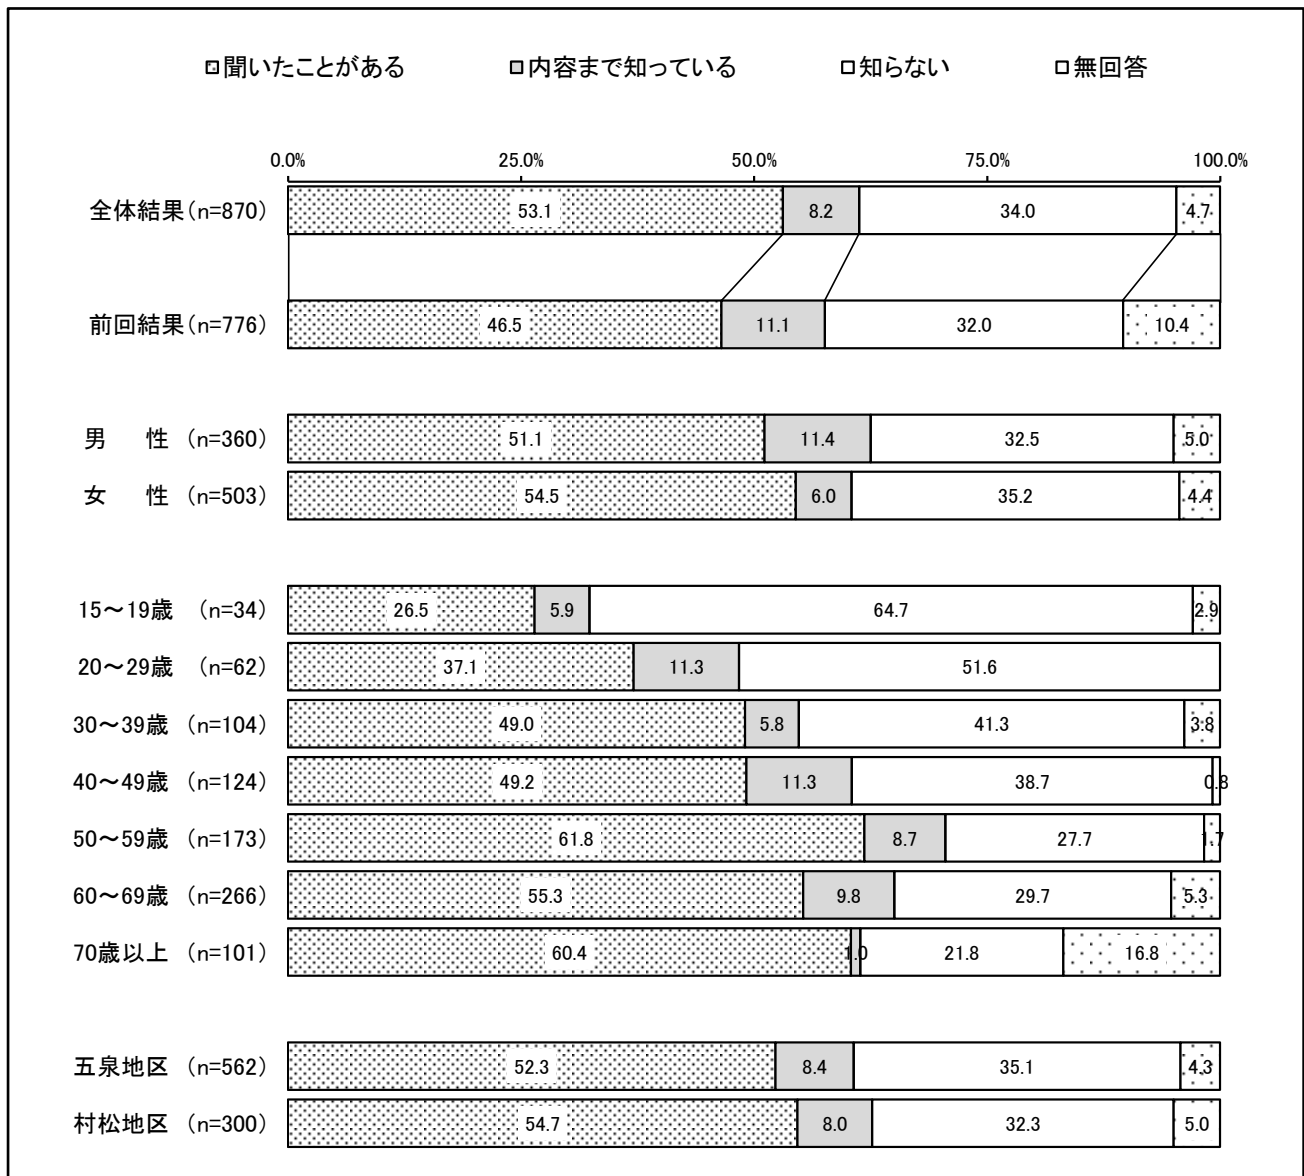 聞いたことがある 内容まで知っている 知らない 無回答
0.0% 25.0% 50.0% 75.0% 100.0%
全体結果(n=870) 53.1 8.2 34.0 4.7
前回結果(n=776) 46.5 11.1 32.0 10.4
男 性 (n=360) 51.1 11.4 32.5 5.0
女 性 (n=503) 54.5 6.0 35.2 4.4
15～19歳 (n=34) 26.5 5.9 64.7 2.9
20～29歳 (n=62) 37.1 11.3 51.6
30～39歳 (n=104) 49.0 5.8 41.3 3.8
40～49歳 (n=124) 49.2 11.3 38.7 0.8
50～59歳 (n=173) 61.8 8.7 27.7 1.7
60～69歳 (n=266) 55.3 9.8 29.7 5.3
70歳以上 (n=101) 60.4 1.0 21.8 16.8
五泉地区 (n=562) 52.3 8.4 35.1 4.3
村松地区 (n=300) 54.7 8.0 32.3 5.0